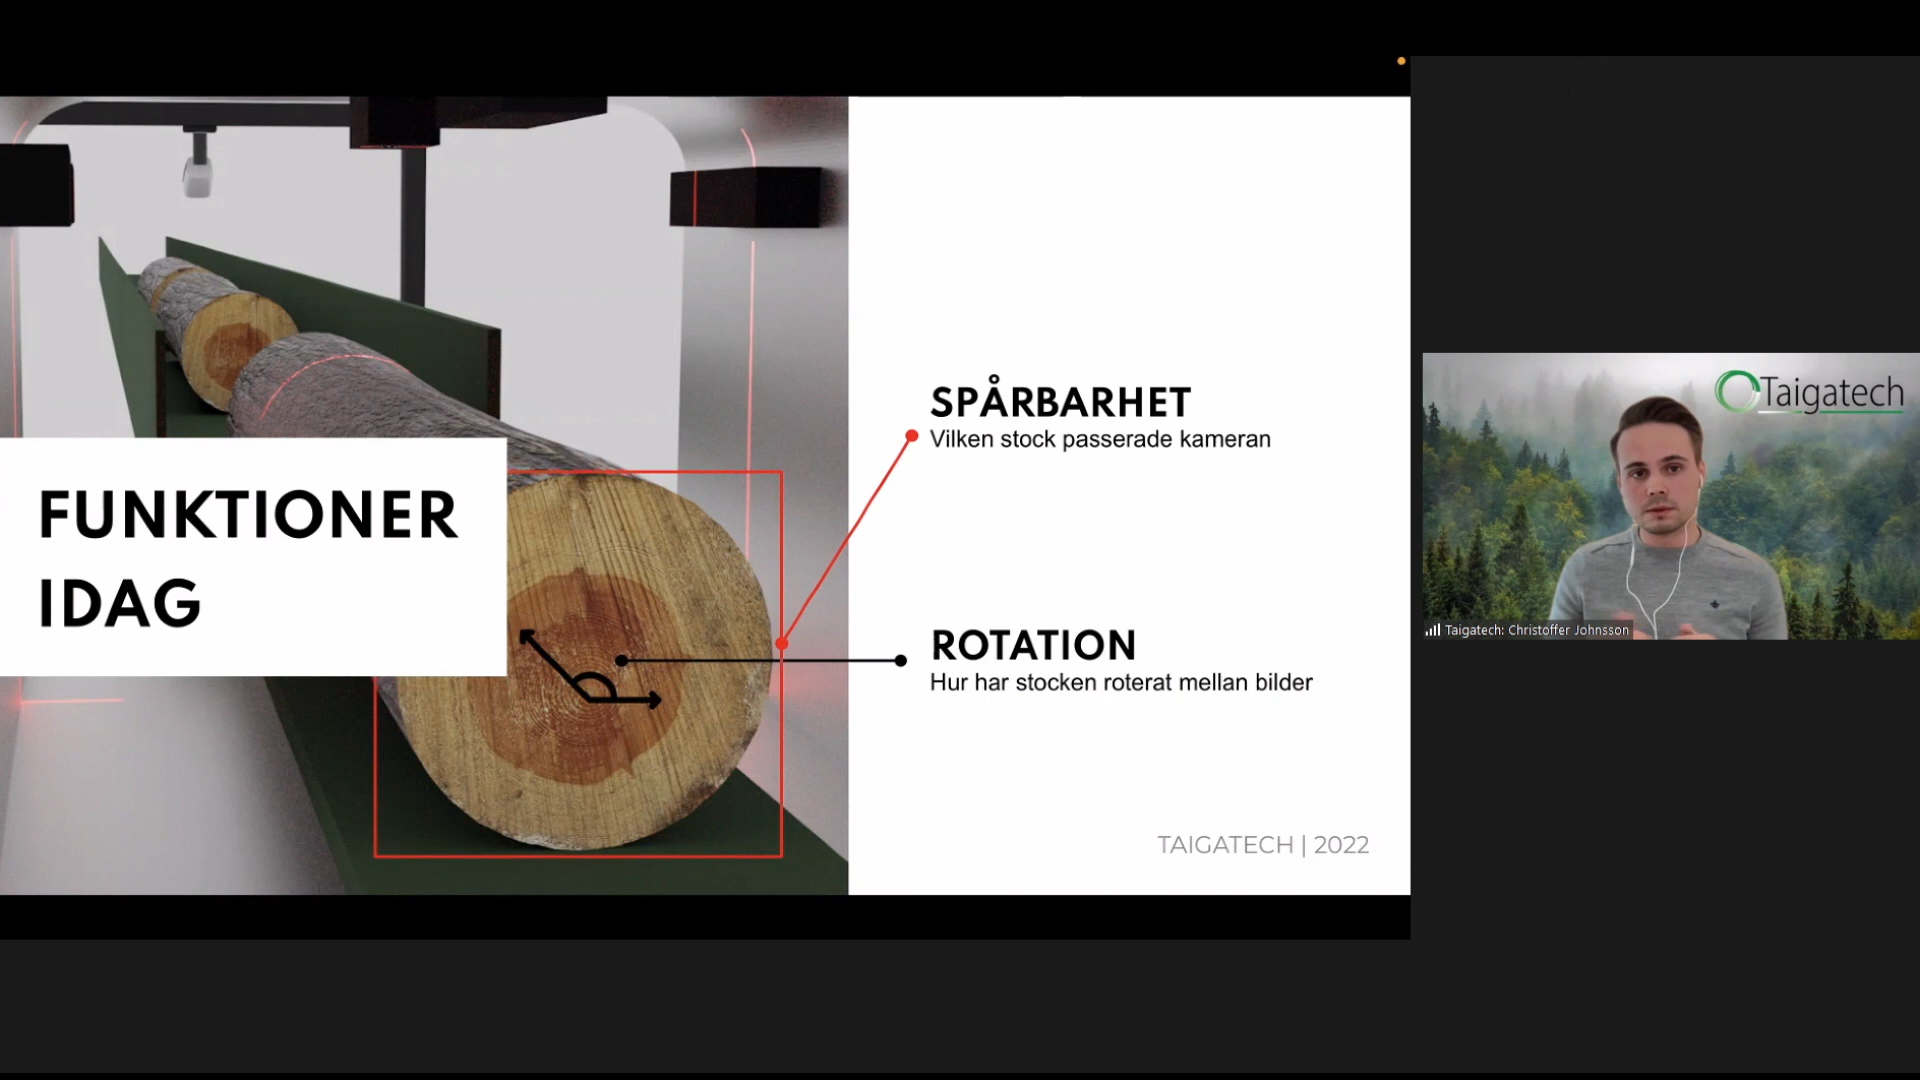 FUNKTIONER
IDAG
SPÅRBARHET
Vilken stock passerade kameran
ROTATION
Hur har stocken roterat mellan bilder
TAIGATECH | 2022
Taigatech
Taigatech: Christoffer Johnsson